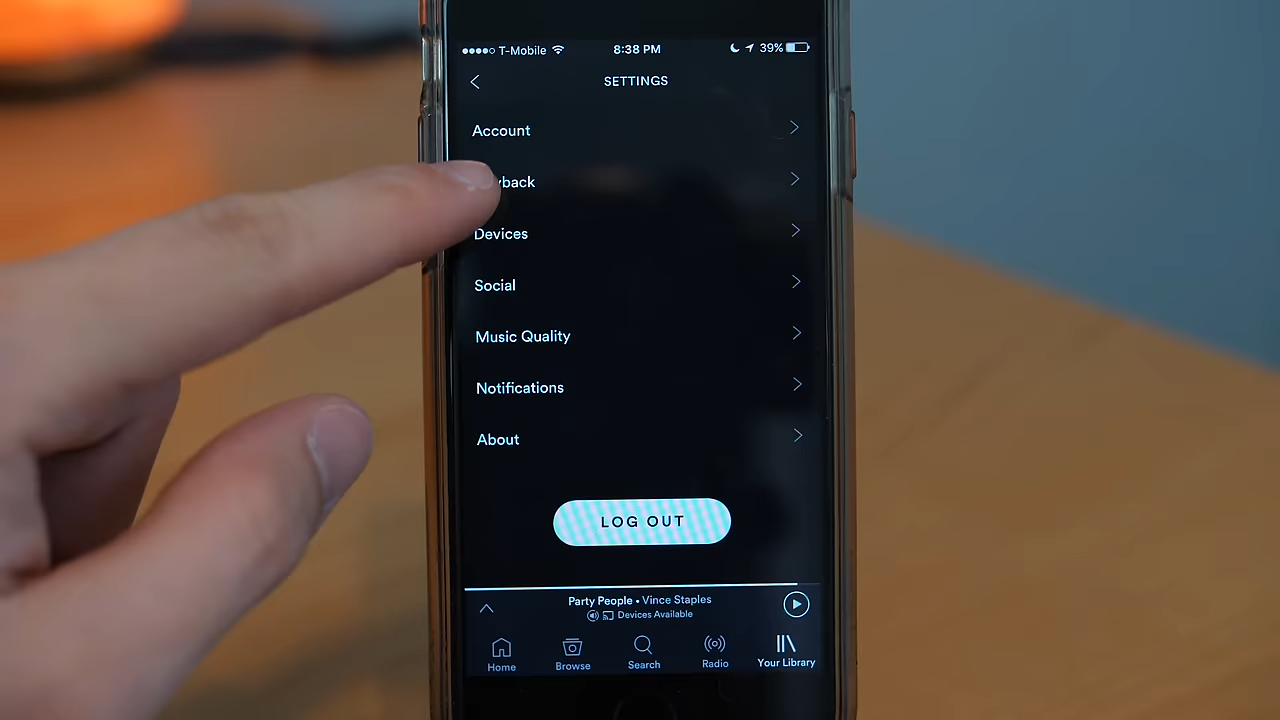 T-Mobile 8:38 PM 39%
SETTINGS
Account
yback
Devices
Social
Music Quality
Notifications
About
LOG OUT
Party People • Vince Staples
Devices Available
Home Browse Search Radio Your Library